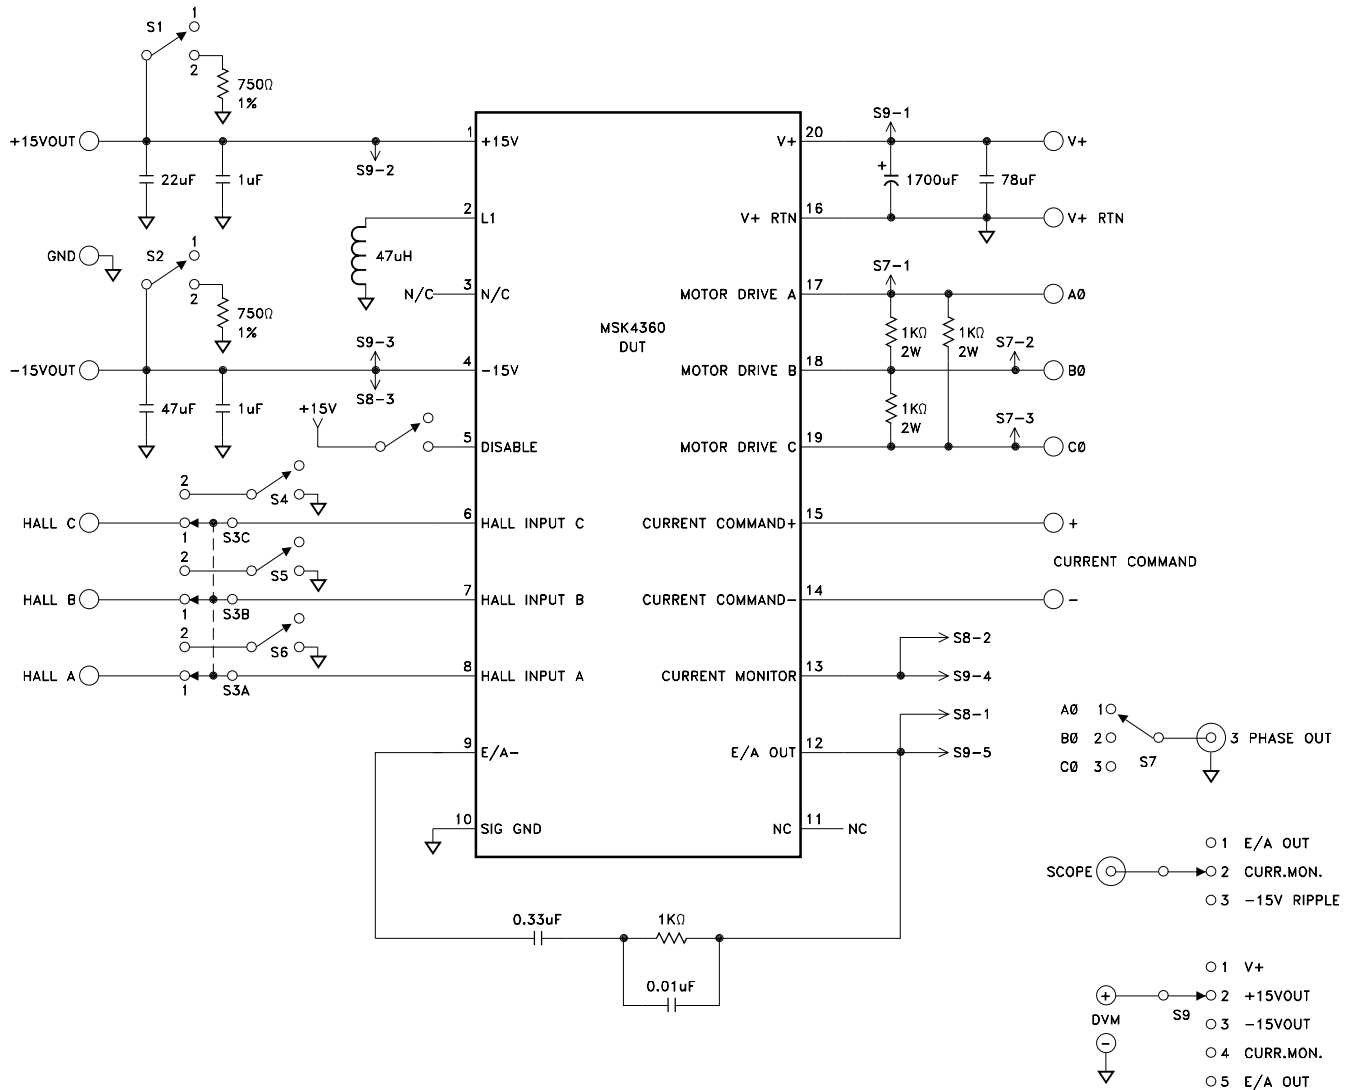 S1
1
2
750Ω
1%
+15VOUT
22uF
1uF
S9-2
1
+15V
GND
S2
1
2
750Ω
1%
2
L1
47uH
N/C
3
N/C
-15VOUT
47uF
1uF
S9-3
S8-3
4
-15V
+15V
5
DISABLE
2
S4
HALL C
1
S3C
6
HALL INPUT C
2
S5
HALL B
1
S3B
7
HALL INPUT B
2
S6
HALL A
1
S3A
8
HALL INPUT A
9
E/A-
10
SIG GND
MSK4360
DUT
V+
20
S9-1
+
1700uF
78uF
V+
V+ RTN
16
V+ RTN
MOTOR DRIVE A
17
S7-1
AØ
1KΩ
2W
1KΩ
2W
MOTOR DRIVE B
18
S7-2
BØ
1KΩ
2W
MOTOR DRIVE C
19
S7-3
CØ
CURRENT COMMAND+
15
+
CURRENT COMMAND
CURRENT COMMAND-
14
-
S8-2
CURRENT MONITOR
13
S9-4
S8-1
E/A OUT
12
S9-5
NC
11
NC
0.33uF
1KΩ
0.01uF
AØ 1
BØ 2
CØ 3
S7
3 PHASE OUT
SCOPE
1 E/A OUT
2 CURR.MON.
3 -15V RIPPLE
+
DVM
-
S9
1 V+
2 +15VOUT
3 -15VOUT
4 CURR.MON.
5 E/A OUT